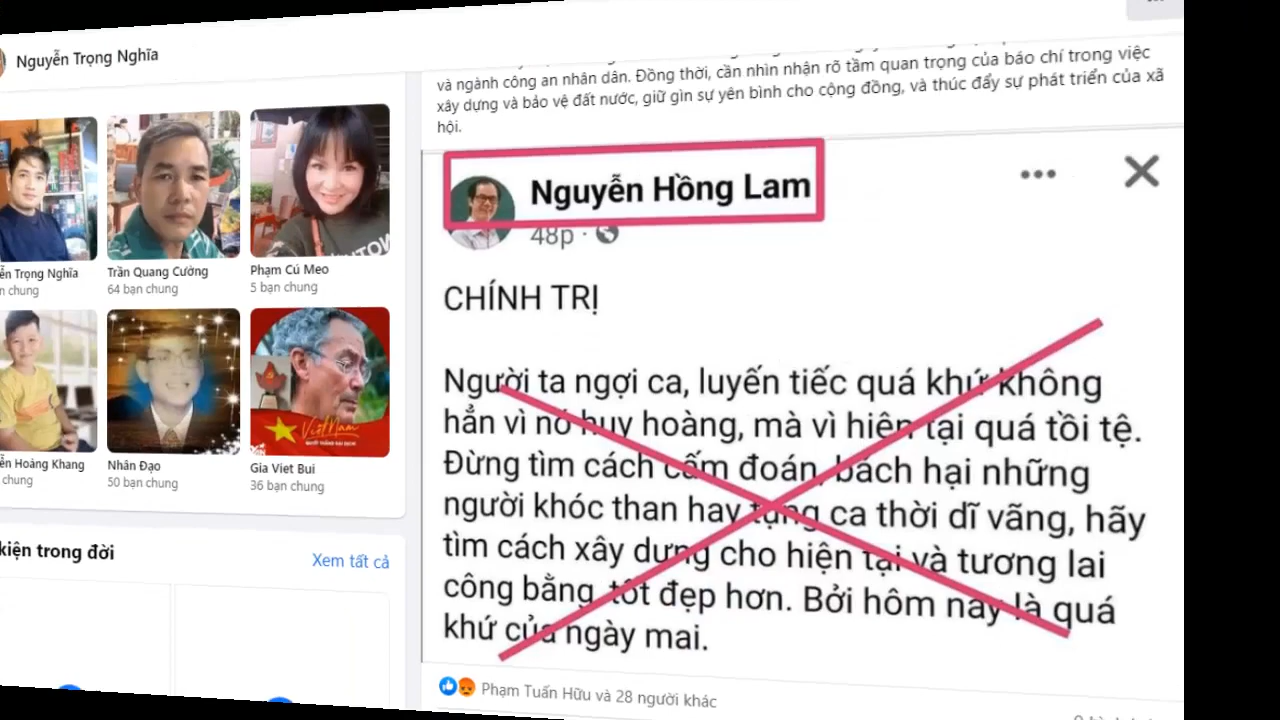 Nguyễn Trọng Nghĩa
và ngành công an nhân dân. Đồng thời, cần nhìn nhận rõ tầm quan trọng của báo chí trong việc
xây dựng và bảo vệ đất nước, giữ gìn sự yên bình cho cộng đồng, và thúc đẩy sự phát triển của xã
hội.
Nguyễn Hồng Lam
48p
CHÍNH TRỊ
Người ta ngợi ca, luyến tiếc quá khứ không
hẳn vì nó huy hoàng, mà vì hiện tại quá tồi tệ.
Đừng tìm cách cấm đoán, bách hại những
người khóc than hay tụng ca thời dĩ vãng, hãy
tìm cách xây dựng cho hiện tại và tương lai
công bằng, tốt đẹp hơn. Bởi hôm nay là quá
khứ của ngày mai.
Phạm Tuấn Hữu và 28 người khác
Trọng Nghĩa
chung
Trần Quang Cường
64 bạn chung
Phạm Cú Meo
5 bạn chung
Hoảng Khang
chung
Nhân Đạo
50 bạn chung
Việt Nam
Gia Viet Bui
36 bạn chung
kiện trong đời
Xem tất cả